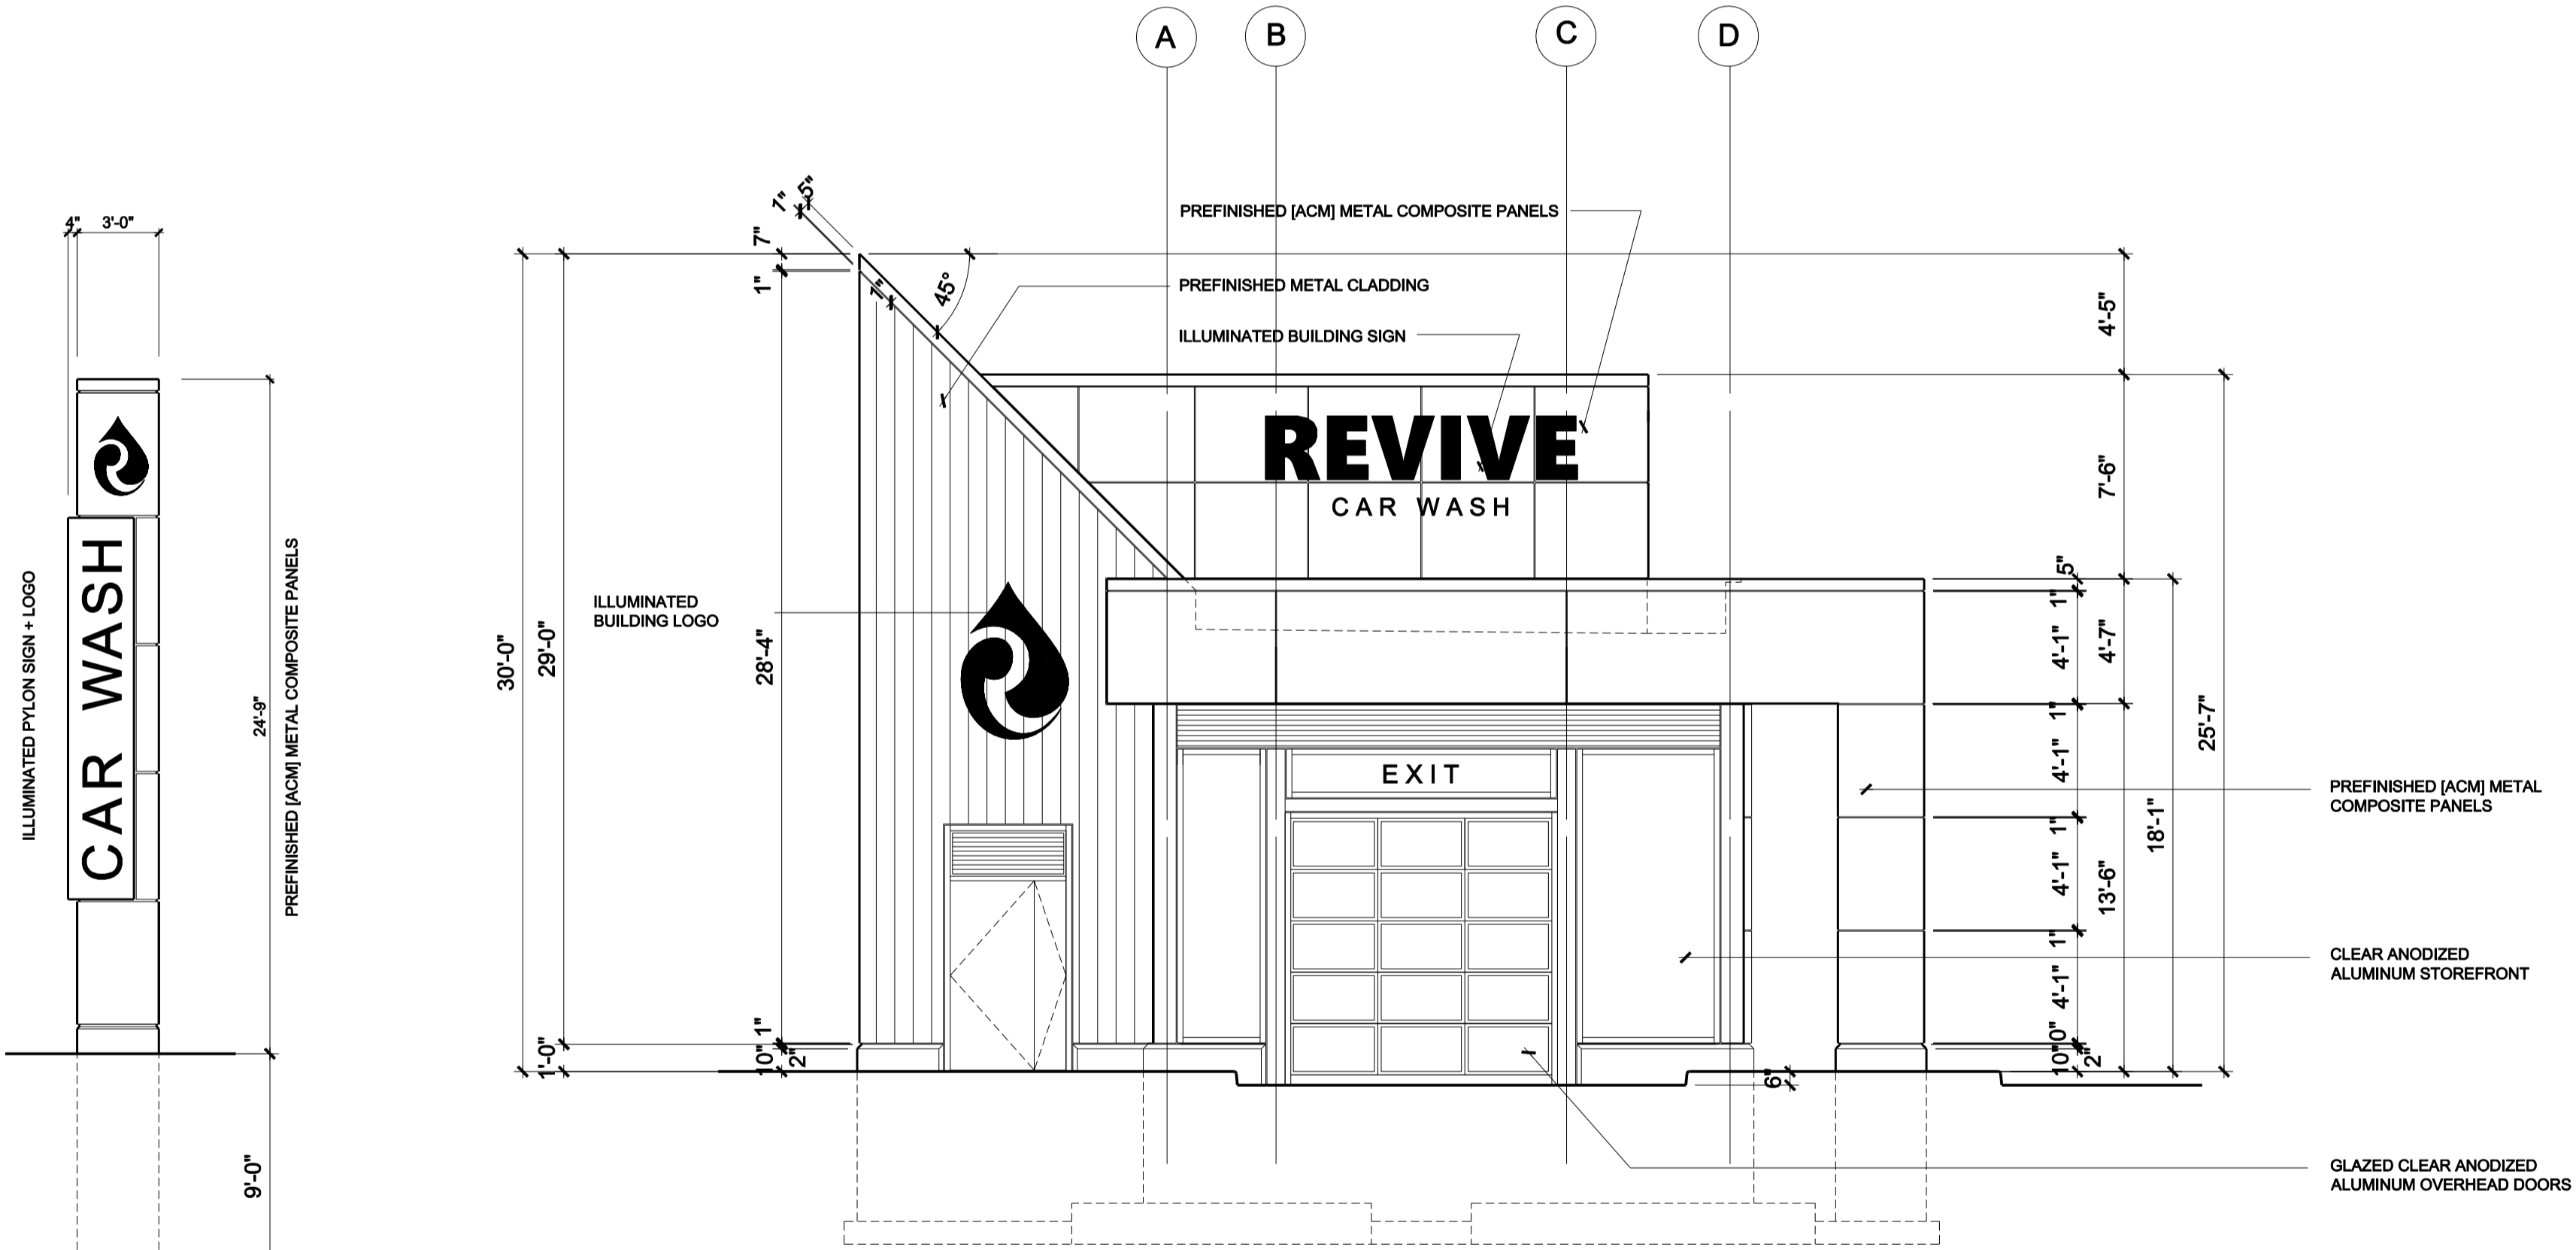 A B C D
4" 3'-0"
ILLUMINATED PYLON SIGN + LOGO
CAR WASH
24'-9"
PREFINISHED [ACM] METAL COMPOSITE PANELS
9'-0"
30'-0"
29'-0"
1'-0"
7"
1"
28'-4"
1"
10"
2"
1"
5"
1"
45°
PREFINISHED [ACM] METAL COMPOSITE PANELS
PREFINISHED METAL CLADDING
ILLUMINATED BUILDING SIGN
ILLUMINATED
BUILDING LOGO
REVIVE
CAR WASH
EXIT
6"
4'-5"
7'-6"
5"
1"
4'-1"
4'-7"
1"
4'-1"
1"
4'-1"
13'-6"
1"
4'-1"
0"
10"
2"
18'-1"
25'-7"
PREFINISHED [ACM] METAL
COMPOSITE PANELS
CLEAR ANODIZED
ALUMINUM STOREFRONT
GLAZED CLEAR ANODIZED
ALUMINUM OVERHEAD DOORS